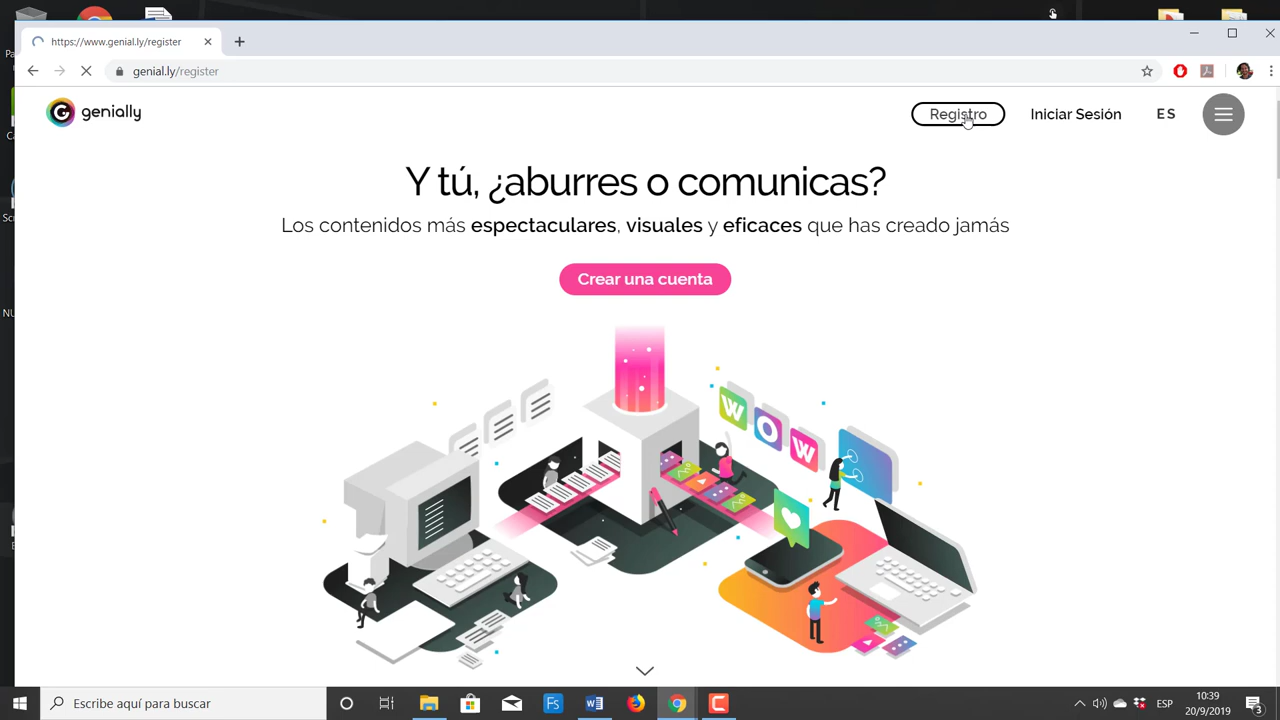 https://www.genial.ly/register
genial.ly/register
genially
Registro
Iniciar Sesión
ES
Y tú, ¿aburres o comunicas?
Los contenidos más espectaculares, visuales y eficaces que has creado jamás
Crear una cuenta
W
O
W
Escribe aquí para buscar
ESP
10:39
20/9/2019
3